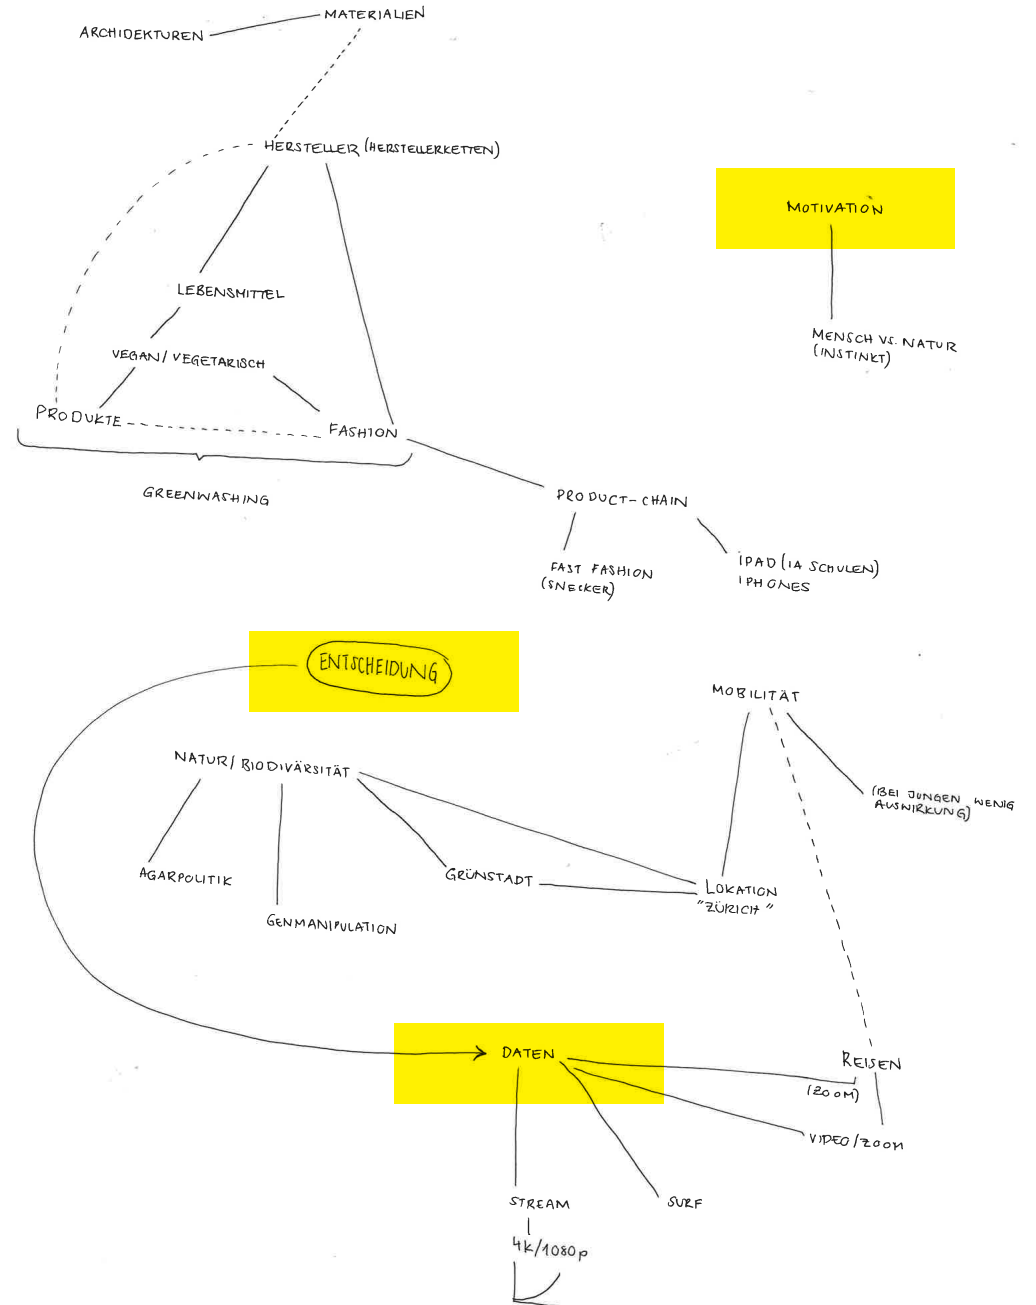 MATERIALIEN
ARCHIDEKTUREN
HERSTELLER (HERSTELLERKETTEN)
MOTIVATION
LEBENSMITTEL
MENSCH VS. NATUR
(INSTINKT)
VEGAN/VEGETARISCH
PRODUKTE
FASHION
GREENWASHING
PRODUCT-CHAIN
FAST FASHION
(SNECKER)
IPAD (IA SCHULEN)
IPHONES
ENTSCHEIDUNG
MOBILITÄT
NATUR/BIODIVÄRSITÄT
(BEI JUNGEN WENIG
AUSWIRKUNG)
AGARPOLITIK
GRÜNSTADT
LOKATION
"ZÜRICH"
GENMANIPULATION
DATEN
REISEN
(ZOOM)
VIDEO/ZOOM
STREAM
SURF
4K/1080p